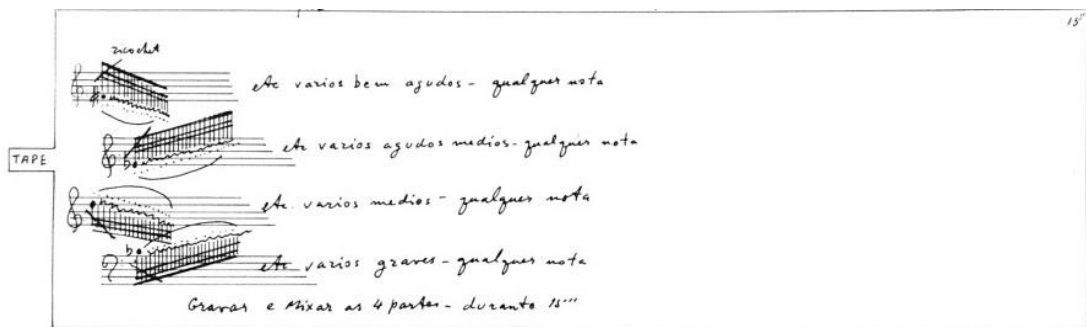 15"
ricochet
etc varios bem agudos - qualquer nota
etc varios agudos medios - qualquer nota
TAPE
etc. varios medios - qualquer nota
etc varios graves - qualquer nota
Gravar e Mixar as 4 partes - durante 15"